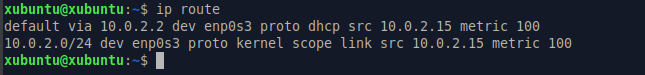 xubuntu@xubuntu:~$ ip route
default via 10.0.2.2 dev enp0s3 proto dhcp src 10.0.2.15 metric 100
10.0.2.0/24 dev enp0s3 proto kernel scope link src 10.0.2.15 metric 100
xubuntu@xubuntu:~$